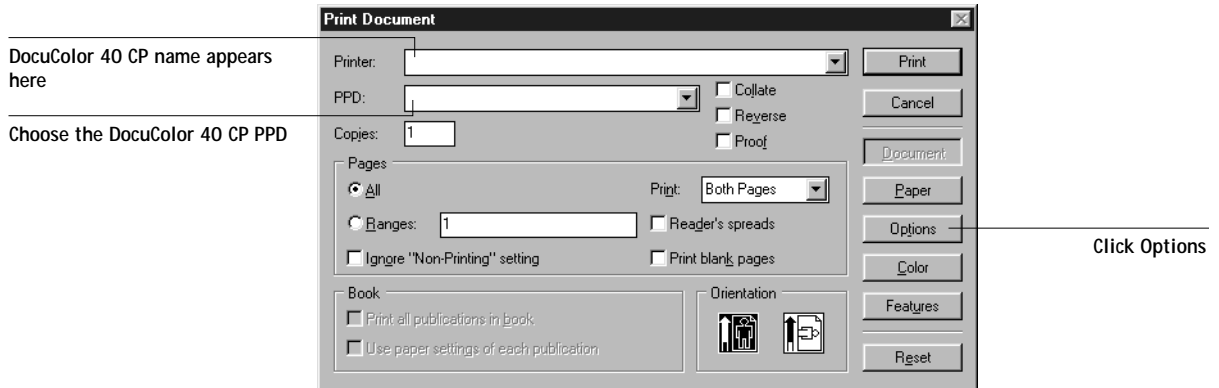 Print Document
DocuColor 40 CP name appears
here
Printer:
Print
PPD:
Collate
Cancel
Reverse
Choose the DocuColor 40 CP PPD
Copies: 1
Proof
Document
Pages
All
Print: Both Pages
Paper
Ranges: 1
Reader's spreads
Options
Click Options
Ignore "Non-Printing" setting
Print blank pages
Color
Book
Orientation
Print all publications in book
Features
Use paper settings of each publication
Reset